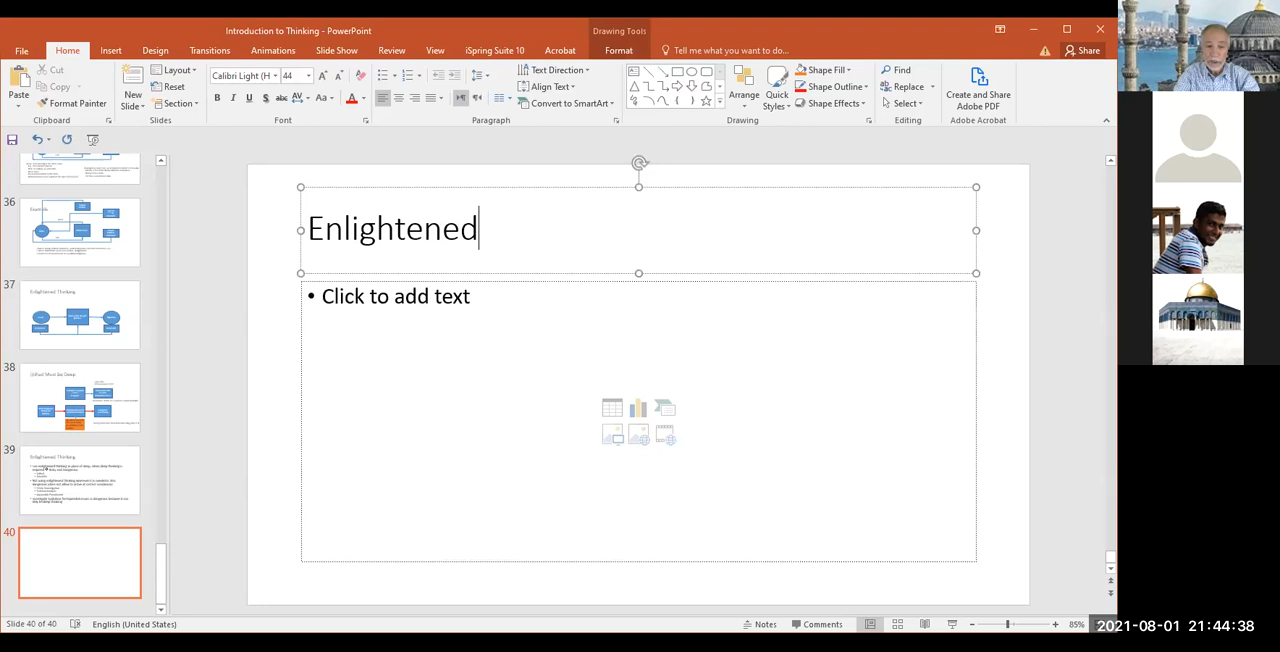 Introduction to Thinking - PowerPoint
Drawing Tools
File Home Insert Design Transitions Animations Slide Show Review View iSpring Suite 10 Acrobat Format Tell me what you want to do... Share
Paste
Cut
Copy
Format Painter
Clipboard
New Slide
Layout
Reset
Section
Slides
Calibri Light (H 44
B I U S abc AV Aa A
Font
Text Direction
Align Text
Convert to SmartArt
Paragraph
Arrange
Quick Styles
Shape Fill
Shape Outline
Shape Effects
Drawing
Find
Replace
Select
Editing
Create and Share Adobe PDF
Adobe Acrobat
36
37
Enlightened Thinking
38
39
Enlightened Thinking
40
Enlightened
• Click to add text
Slide 40 of 40 English (United States) Notes Comments 85%
2021-08-01 21:44:38